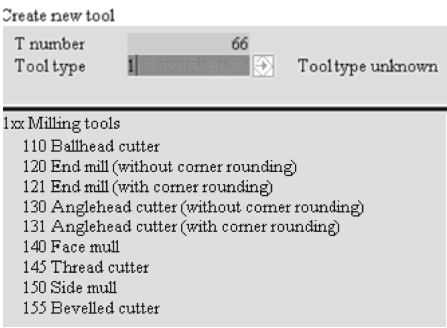 Create new tool
T number 66
Tool type 1 Tool type unknown
1xx Milling tools
110 Ballhead cutter
120 End mill (without corner rounding)
121 End mill (with corner rounding)
130 Anglehead cutter (without corner rounding)
131 Anglehead cutter (with corner rounding)
140 Face mull
145 Thread cutter
150 Side mull
155 Bevelled cutter